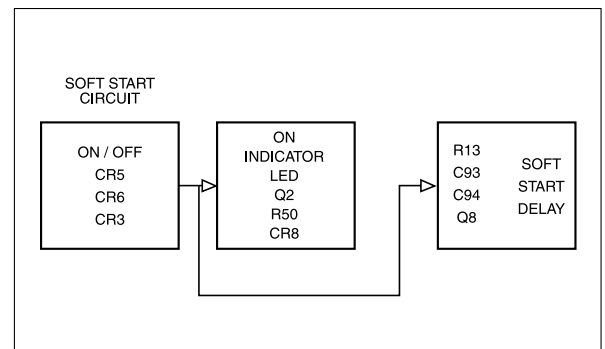 SOFT START
CIRCUIT
ON / OFF
CR5
CR6
CR3
ON
INDICATOR
LED
Q2
R50
CR8
R13
C93
C94
Q8
SOFT
START
DELAY